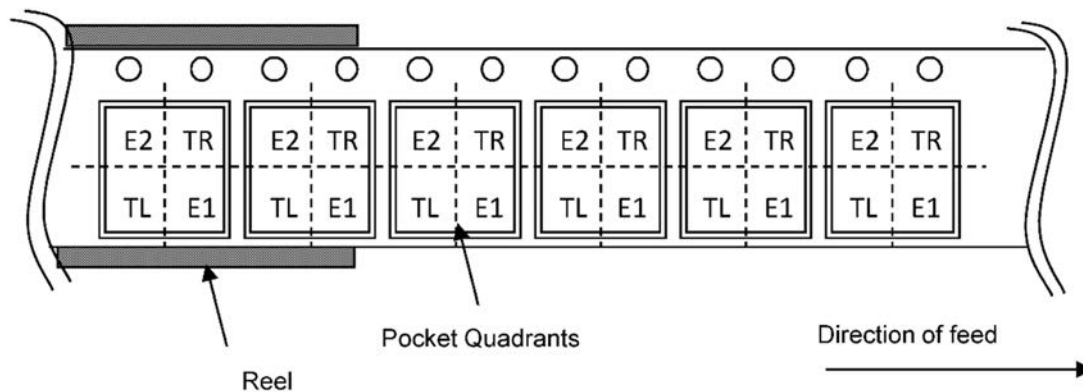 E2 TR E2 TR E2 TR E2 TR E2 TR E2 TR
TL E1 TL E1 TL E1 TL E1 TL E1 TL E1
Pocket Quadrants
Direction of feed
Reel